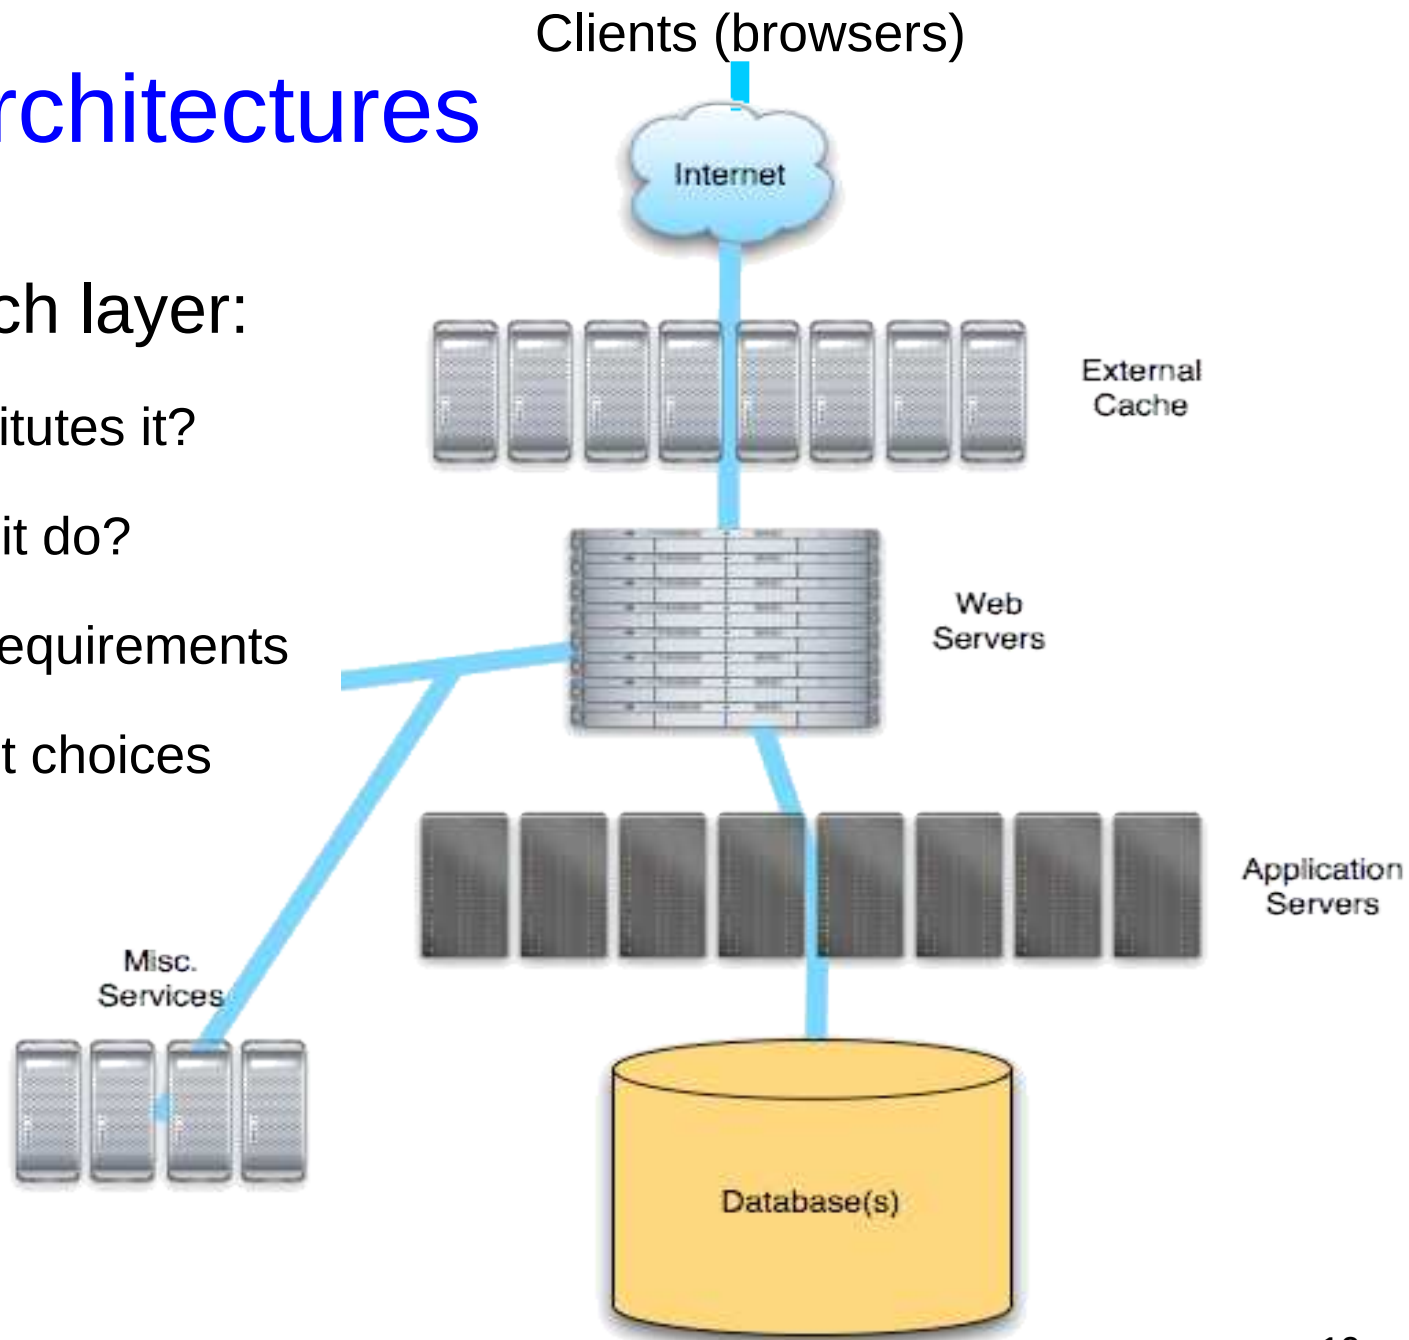 Clients (browsers)
rchitectures
Internet
ch layer:
External
Cache
itutes it?
it do?
Web
Servers
equirements
t choices
Application
Servers
Misc.
Services
Database(s)